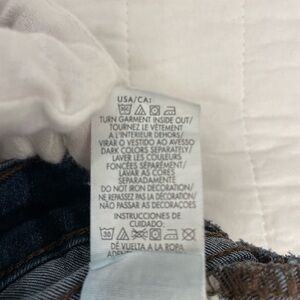 USA/CA:
TURN GARMENT INSIDE OUT/
TOURNEZ LE VÊTEMENT
A L'INTERIEUR DEHORS/
VIRAR O VESTIDO AO AVESSO
DARK COLORS SEPARATELY/
LAVER LES COULEURS
FONCÉES SÉPARÉMENT/
LAVAR AS CORES
SEPARADAMENTE
DO NOT IRON DECORATION/
NE REPASSEZ PAS LA DÉCORATION/
NÃO PASSAR AS DECORAÇÕES
INSTRUCCIONES DE
CUIDADO:
30
DÉ VUELTA A LA ROPA